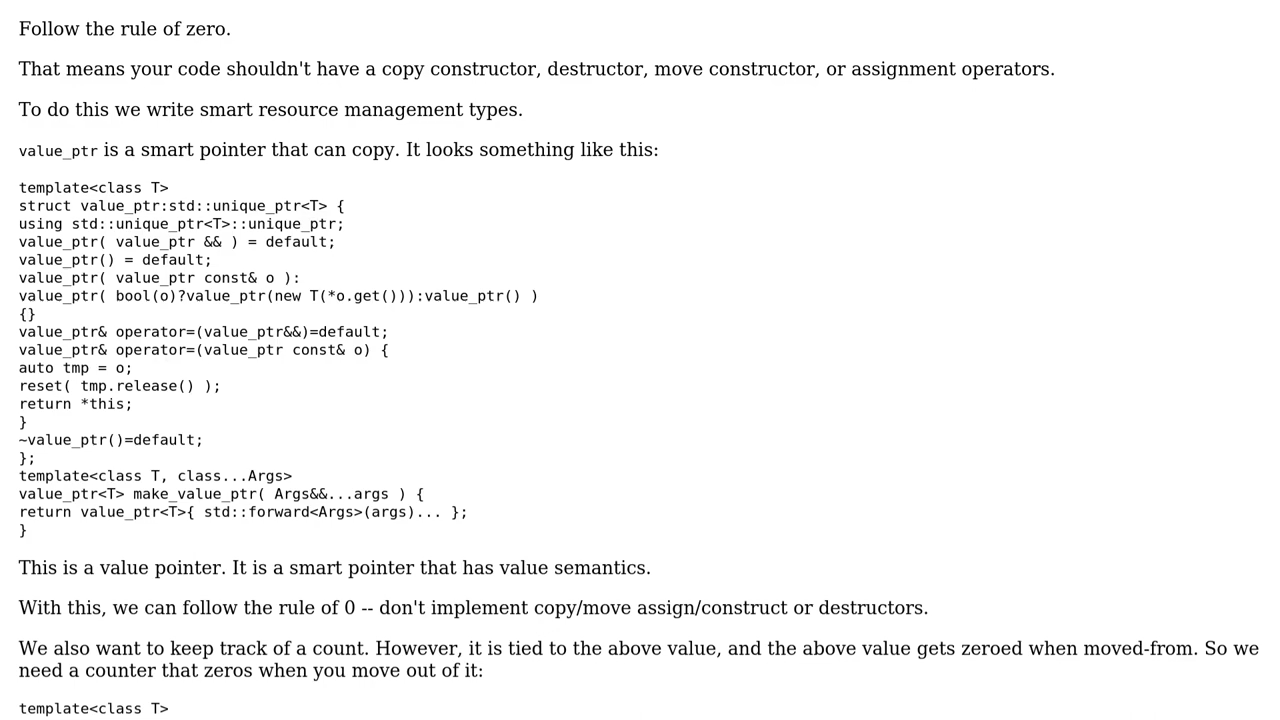 Follow the rule of zero.
That means your code shouldn't have a copy constructor, destructor, move constructor, or assignment operators.
To do this we write smart resource management types.
value_ptr is a smart pointer that can copy. It looks something like this:
template<class T>
struct value_ptr:std::unique_ptr<T> {
using std::unique_ptr<T>::unique_ptr;
value_ptr( value_ptr && ) = default;
value_ptr() = default;
value_ptr( value_ptr const& o ):
value_ptr( bool(o)?value_ptr(new T(*o.get())):value_ptr() )
{}
value_ptr& operator=(value_ptr&&)=default;
value_ptr& operator=(value_ptr const& o) {
auto tmp = o;
reset( tmp.release() );
return *this;
}
~value_ptr()=default;
};
template<class T, class...Args>
value_ptr<T> make_value_ptr( Args&&...args ) {
return value_ptr<T>{ std::forward<Args>(args)... };
}
This is a value pointer. It is a smart pointer that has value semantics.
With this, we can follow the rule of 0 -- don't implement copy/move assign/construct or destructors.
We also want to keep track of a count. However, it is tied to the above value, and the above value gets zeroed when moved-from. So we
need a counter that zeros when you move out of it:
template<class T>